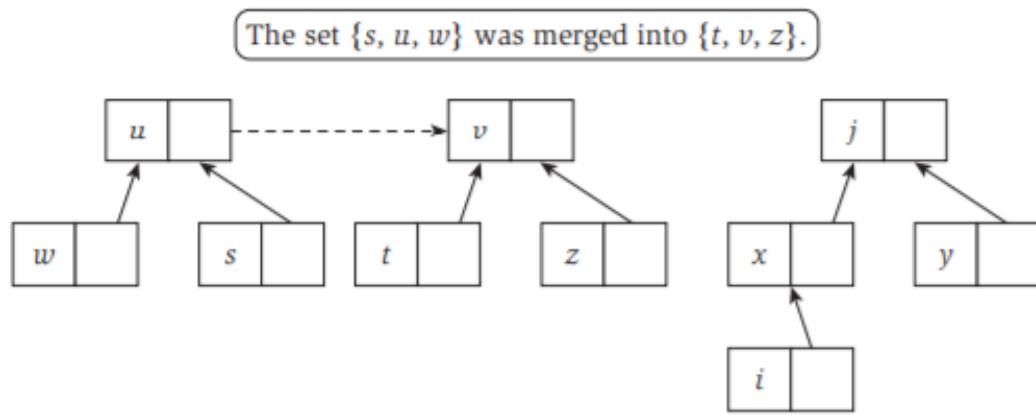 The set {s, u, w} was merged into {t, v, z}.
u v j
w s t z x y
i